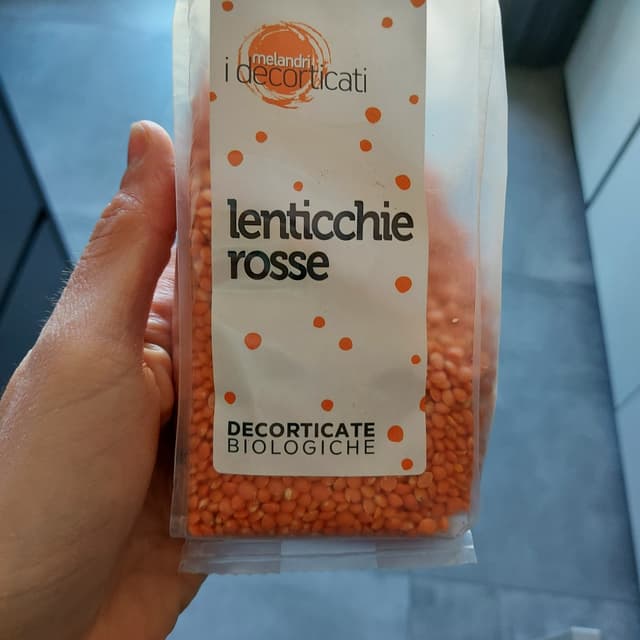 melandri
i decorticati
lenticchie
rosse
DECORTICATE
BIOLOGICHE